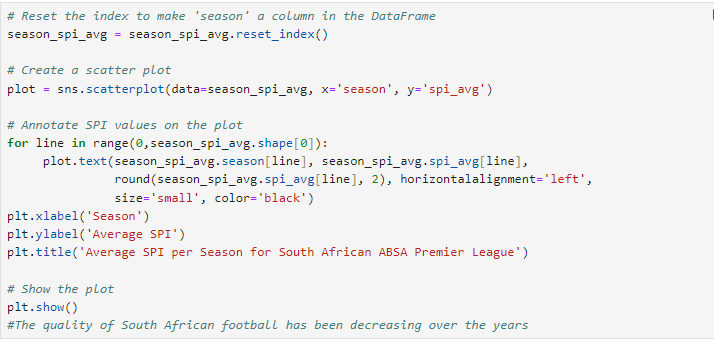 # Reset the index to make 'season' a column in the DataFrame
season_spi_avg = season_spi_avg.reset_index()
# Create a scatter plot
plot = sns.scatterplot(data=season_spi_avg, x='season', y='spi_avg')
# Annotate SPI values on the plot
for line in range(0,season_spi_avg.shape[0]):
     plot.text(season_spi_avg.season[line], season_spi_avg.spi_avg[line],
               round(season_spi_avg.spi_avg[line], 2), horizontalalignment='left',
               size='small', color='black')
plt.xlabel('Season')
plt.ylabel('Average SPI')
plt.title('Average SPI per Season for South African ABSA Premier League')
# Show the plot
plt.show()
#The quality of South African football has been decreasing over the years